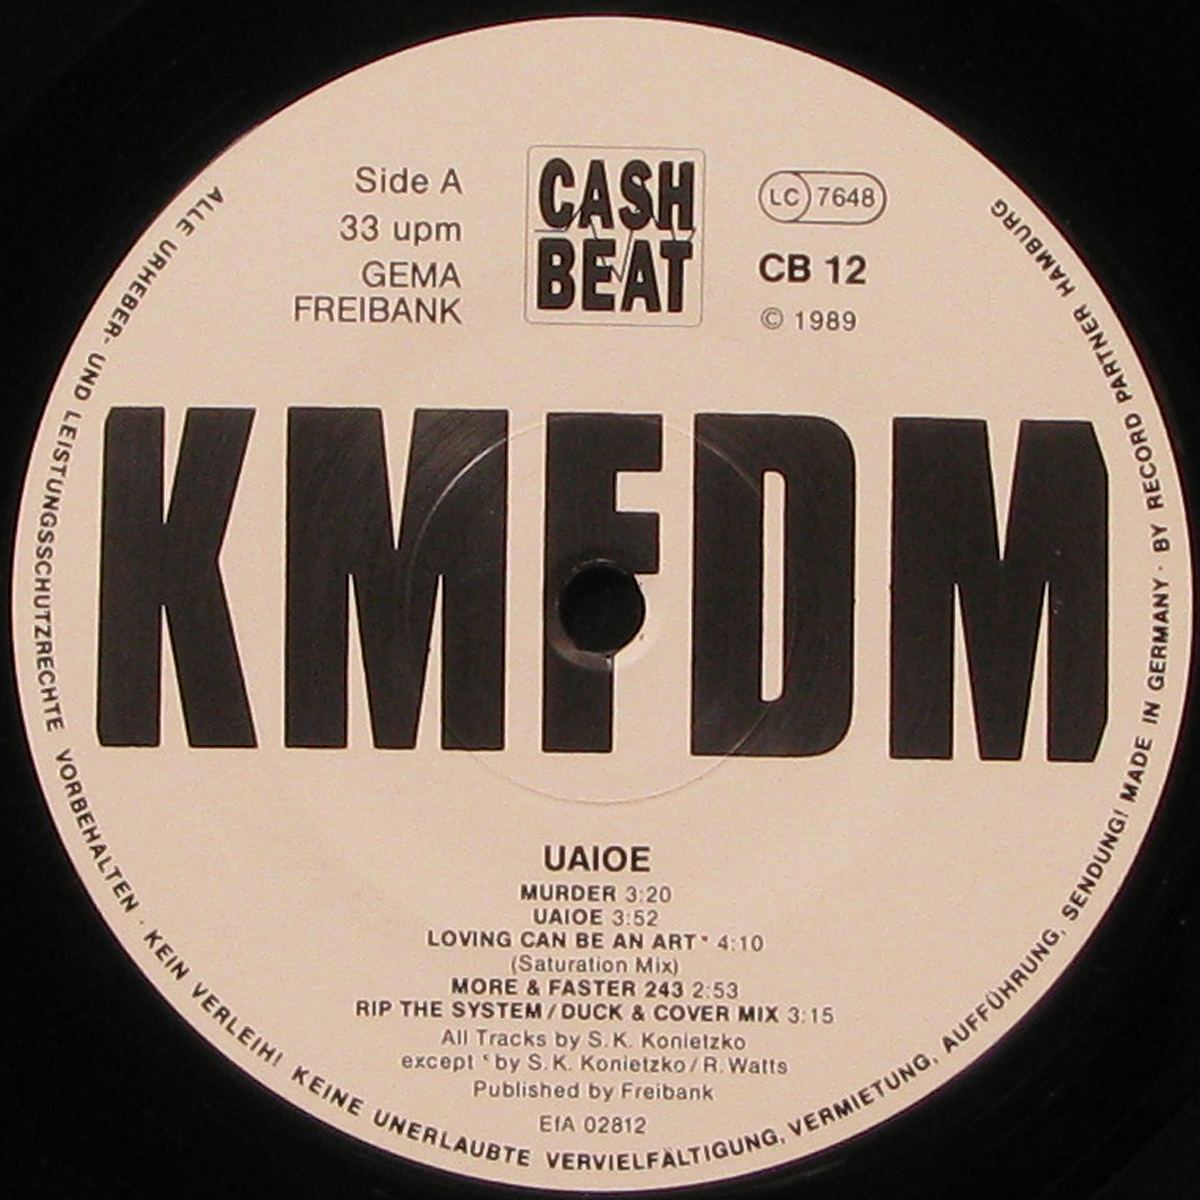 Side A
33 upm
GEMA
FREIBANK
CASH
BEAT
LC 7648
CB 12
© 1989
KMFDM
UAIOE
MURDER 3:20
UAIOE 3:52
LOVING CAN BE AN ART* 4:10
(Saturation Mix)
MORE & FASTER 243 2:53
RIP THE SYSTEM/DUCK & COVER MIX 3:15
All Tracks by S.K. Konietzko
except * by S.K. Konietzko/R.Watts
Published by Freibank
EfA 02812
ALLE URHEBER- UND LEISTUNGSSCHUTZRECHTE VORBEHALTEN · KEIN VERLEIH! KEINE UNERLAUBTE VERVIELFÄLTIGUNG, VERMIETUNG, AUFFÜHRUNG, SENDUNG! MADE IN GERMANY · BY RECORD PARTNER HAMBURG